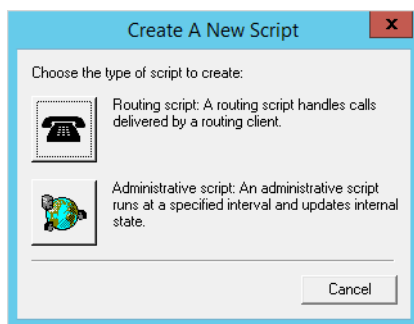 Create A New Script
x
Choose the type of script to create:
Routing script: A routing script handles calls
delivered by a routing client.
Administrative script: An administrative script
runs at a specified interval and updates internal
state.
Cancel